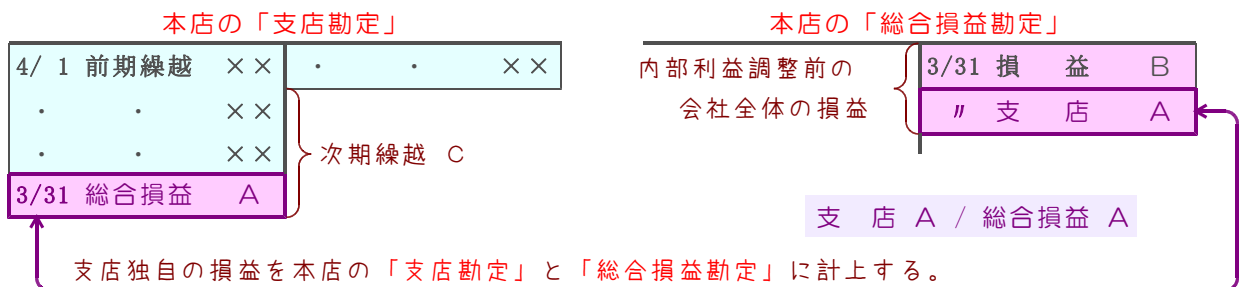 本店の「支店勘定」
4/ 1 前期繰越 ××
・ ・ ××
・ ・ ××
・ ・ ××
3/31 総合損益 A
次期繰越 C
本店の「総合損益勘定」
内部利益調整前の
会社全体の損益
3/31 損 益 B
〃 支 店 A
支 店 A / 総合損益 A
支店独自の損益を本店の「支店勘定」と「総合損益勘定」に計上する。